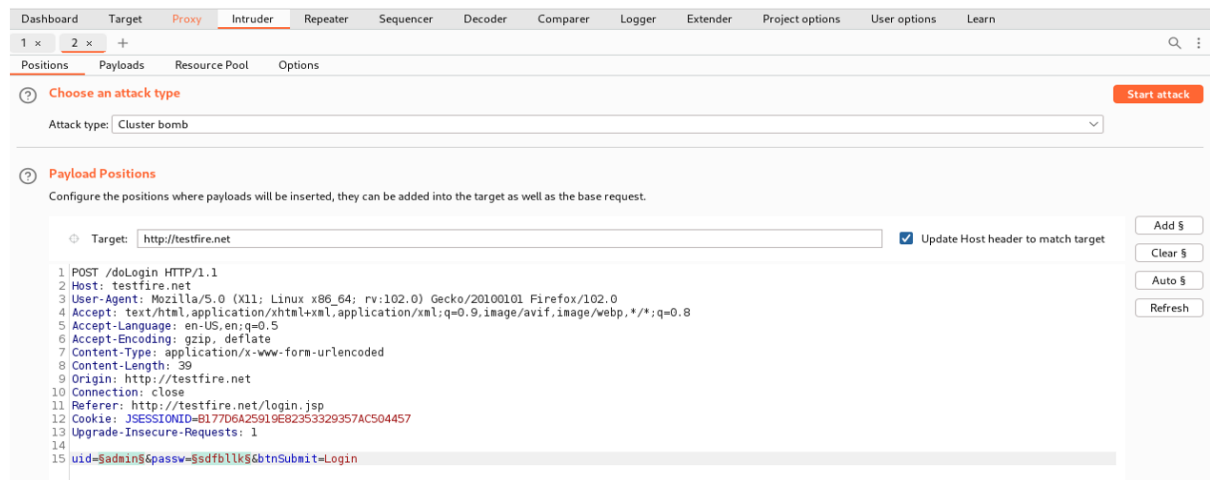 Dashboard Target Proxy Intruder Repeater Sequencer Decoder Comparer Logger Extender Project options User options Learn
1 × 2 × +
Positions Payloads Resource Pool Options
? Choose an attack type Start attack
Attack type: Cluster bomb
? Payload Positions
Configure the positions where payloads will be inserted, they can be added into the target as well as the base request.
Add §
Target: http://testfire.net Update Host header to match target
Clear §
Auto §
Refresh
1 POST /doLogin HTTP/1.1
2 Host: testfire.net
3 User-Agent: Mozilla/5.0 (X11; Linux x86_64; rv:102.0) Gecko/20100101 Firefox/102.0
4 Accept: text/html,application/xhtml+xml,application/xml;q=0.9,image/avif,image/webp,*/*;q=0.8
5 Accept-Language: en-US,en;q=0.5
6 Accept-Encoding: gzip, deflate
7 Content-Type: application/x-www-form-urlencoded
8 Content-Length: 39
9 Origin: http://testfire.net
10 Connection: close
11 Referer: http://testfire.net/login.jsp
12 Cookie: JSESSIONID=B177D6A25919E82353329357AC504457
13 Upgrade-Insecure-Requests: 1
14
15 uid=§admin§&passw=§sdfbllk§&btnSubmit=Login